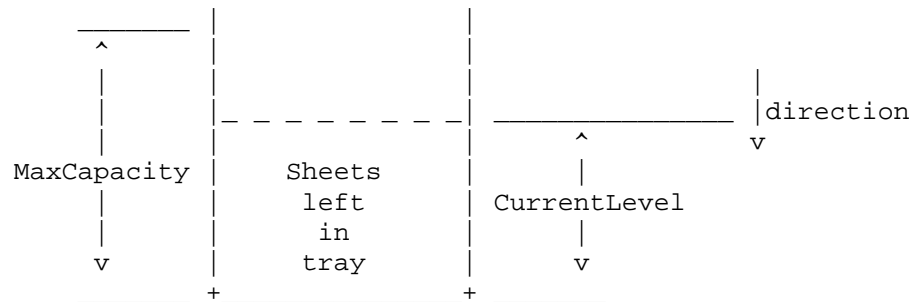 direction
MaxCapacity Sheets
left CurrentLevel
in
tray